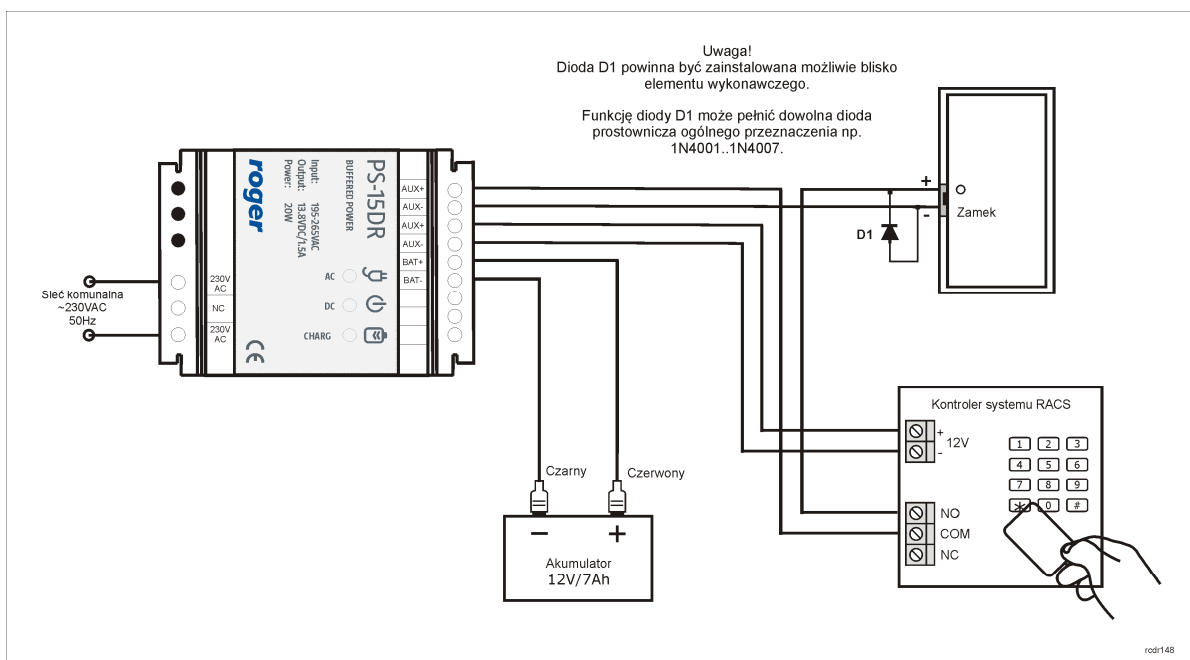 Uwaga!
Dioda D1 powinna być zainstalowana możliwie blisko
elementu wykonawczego.
Funkcję diody D1 może pełnić dowolna dioda
prostownicza ogólnego przeznaczenia np.
1N4001..1N4007.
+
-
Zamek
D1
roger
Input: 195-265VAC
Output: 13.8VDC/1.5A
Power: 20W
BUFFERED POWER
PS-15DR
AC
DC
CHARG
CE
AUX+
AUX-
AUX+
AUX-
BAT+
BAT-
230V
AC
NC
230V
AC
Sieć komunalna
~230VAC
50Hz
Czarny
Czerwony
− +
Akumulator
12V/7Ah
Kontroler systemu RACS
+
12V
-
NO
COM
NC
1 2 3
4 5 6
7 8 9
* 0 #
rcdr148